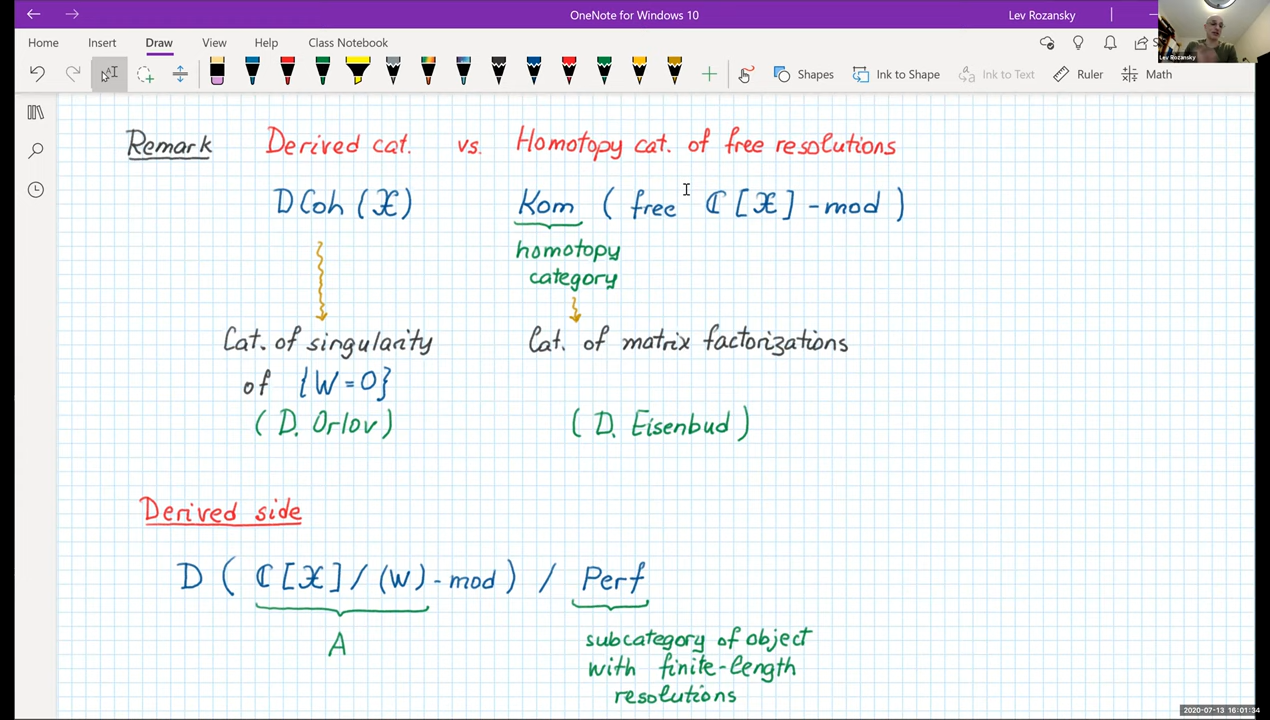 OneNote for Windows 10
Lev Rozansky
Home Insert Draw View Help Class Notebook
Shapes Ink to Shape Ink to Text Ruler Math
Lev Rozansky
Remark Derived cat. vs. Homotopy cat. of free resolutions
DCoh (𝒳) Kom ( free ℂ[𝒳] -mod )
homotopy
category
Cat. of singularity Cat. of matrix factorizations
of {W=0}
( D. Orlov ) ( D. Eisenbud )
Derived side
D ( ℂ[𝒳] / (W) - mod ) / Perf
A
subcategory of object
with finite-length
resolutions
2020-07-13 16:01:34